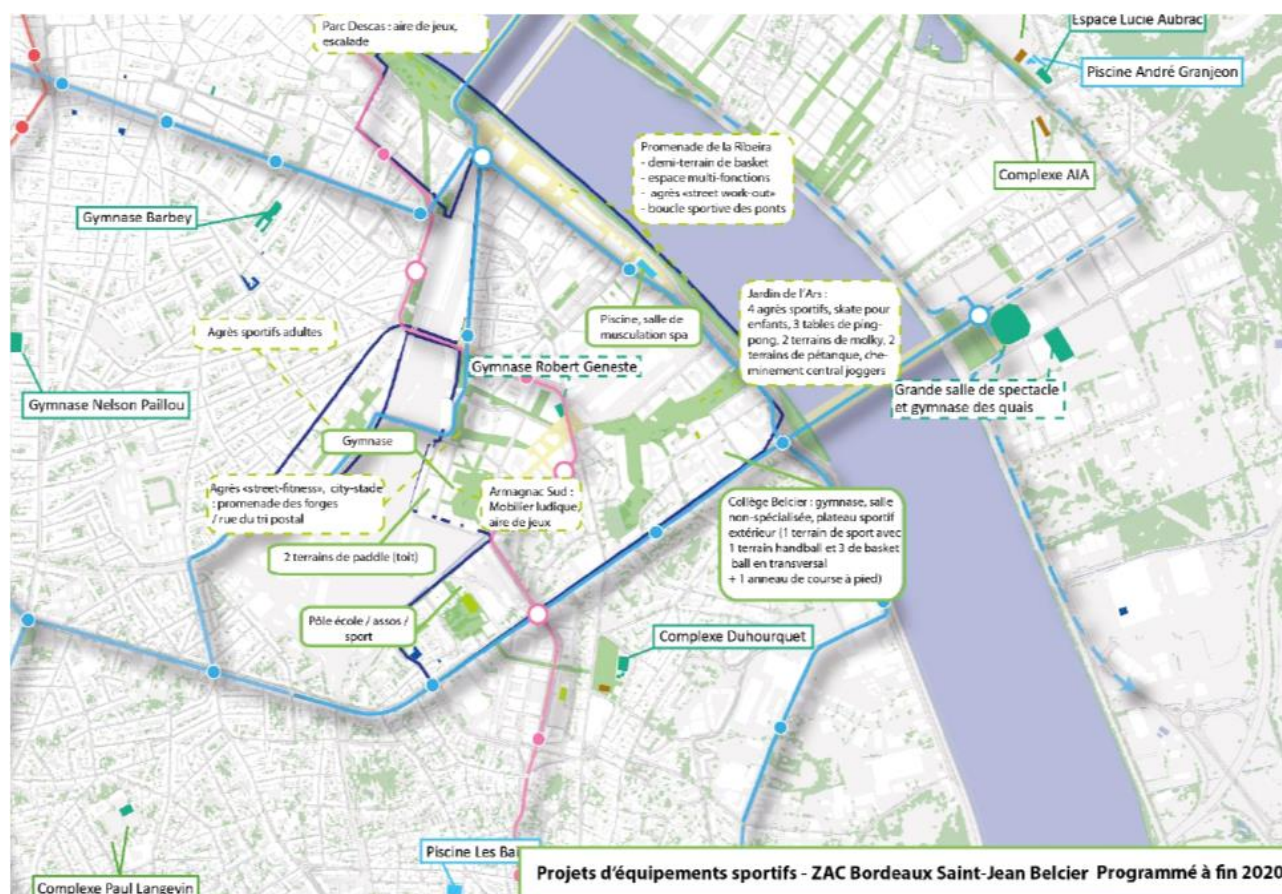 Parc Descas : aire de jeux,
escalade
Espace Lucie Aubrac
Piscine André Granjeon
Complexe AIA
Promenade de la Ribeira
- demi-terrain de basket
- espace multi-fonctions
- agrès «street work-out»
- boucle sportive des ponts
Gymnase Barbey
Jardin de l'Ars :
4 agrès sportifs, skate pour
enfants, 3 tables de ping-
pong, 2 terrains de molky, 2
terrains de pétanque, che-
minement central joggers
Piscine, salle de
musculation spa
Agrès sportifs adultes
Gymnase Robert Geneste
Grande salle de spectacle
et gymnase des quais
Gymnase Nelson Paillou
Gymnase
Agrès «street-fitness», city-stade
: promenade des forges
/ rue du tri postal
Armagnac Sud :
Mobilier ludique,
aire de jeux
Collège Belcier : gymnase, salle
non-spécialisée, plateau sportif
extérieur (1 terrain de sport avec
1 terrain handball et 3 de basket
ball en transversal
+ 1 anneau de course à pied)
2 terrains de paddle (toit)
Pôle école / assos /
sport
Complexe Duhourquet
Piscine Les Bai
Complexe Paul Langevin
Projets d'équipements sportifs - ZAC Bordeaux Saint-Jean Belcier Programmé à fin 2020